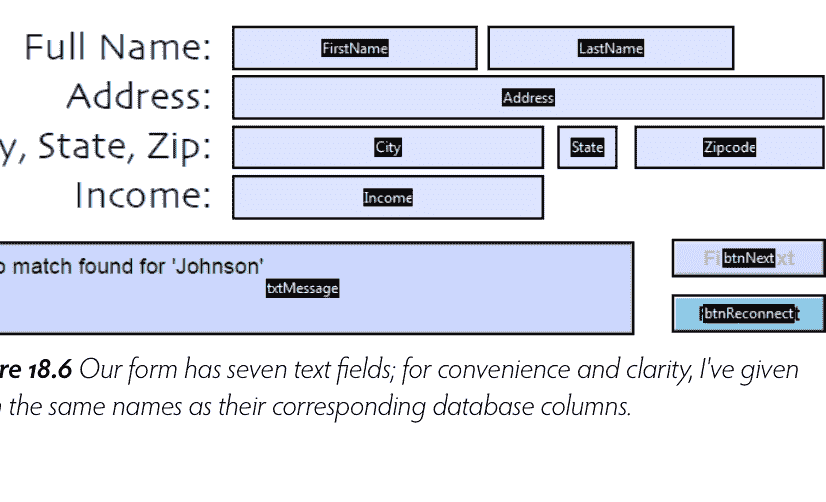 Full Name: FirstName LastName
Address: Address
y, State, Zip: City State Zipcode
Income: Income
match found for 'Johnson'
txtMessage
btnNext
btnReconnect
re 18.6 Our form has seven text fields; for convenience and clarity, I've given
the same names as their corresponding database columns.